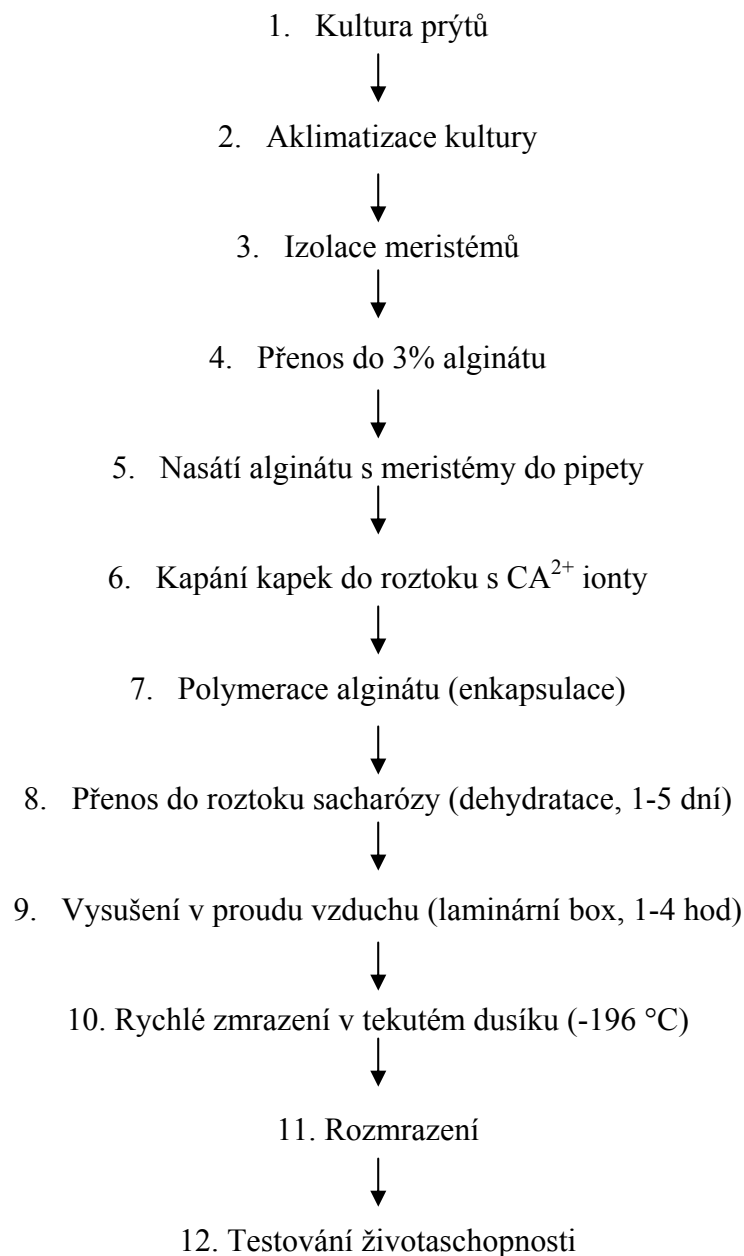 1. Kultura prýtů
2. Aklimatizace kultury
3. Izolace meristémů
4. Přenos do 3% alginátu
5. Nasátí alginátu s meristémy do pipety
6. Kapání kapek do roztoku s CA²⁺ ionty
7. Polymerace alginátu (enkapsulace)
8. Přenos do roztoku sacharózy (dehydratace, 1-5 dní)
9. Vysušení v proudu vzduchu (laminární box, 1-4 hod)
10. Rychlé zmrazení v tekutém dusíku (-196 °C)
11. Rozmrazení
12. Testování životaschopnosti